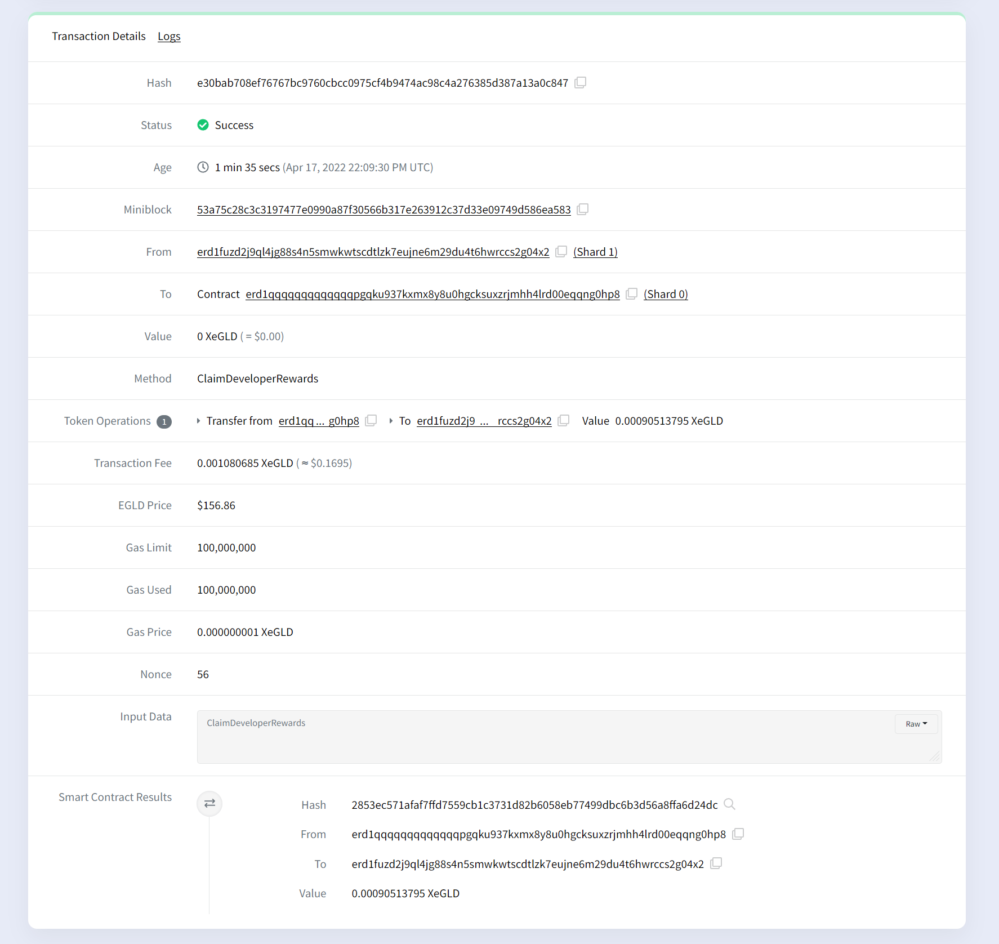 Transaction Details Logs
Hash e30bab708ef76767bc9760cbcc0975cf4b9474ac98c4a276385d387a13a0c847
Status Success
Age 1 min 35 secs (Apr 17, 2022 22:09:30 PM UTC)
Miniblock 53a75c28c3c3197477e0990a87f30566b317e263912c37d33e09749d586ea583
From erd1fuzd2j9ql4jg88s4n5smwkwtscdtlzk7eujne6m29du4t6hwrccs2g04x2 (Shard 1)
To Contract erd1qqqqqqqqqqqqqpgqku937kxmx8y8u0hgcksuxzrjmhh4lrd00eqqng0hp8 (Shard 0)
Value 0 XeGLD ( = $0.00)
Method ClaimDeveloperRewards
Token Operations 1 Transfer from erd1qq ... g0hp8 To erd1fuzd2j9 ... rccs2g04x2 Value 0.00090513795 XeGLD
Transaction Fee 0.001080685 XeGLD ( ≈ $0.1695)
EGLD Price $156.86
Gas Limit 100,000,000
Gas Used 100,000,000
Gas Price 0.000000001 XeGLD
Nonce 56
Input Data ClaimDeveloperRewards Raw
Smart Contract Results
Hash 2853ec571afaf7ffd7559cb1c3731d82b6058eb77499dbc6b3d56a8ffa6d24dc
From erd1qqqqqqqqqqqqqpgqku937kxmx8y8u0hgcksuxzrjmhh4lrd00eqqng0hp8
To erd1fuzd2j9ql4jg88s4n5smwkwtscdtlzk7eujne6m29du4t6hwrccs2g04x2
Value 0.00090513795 XeGLD